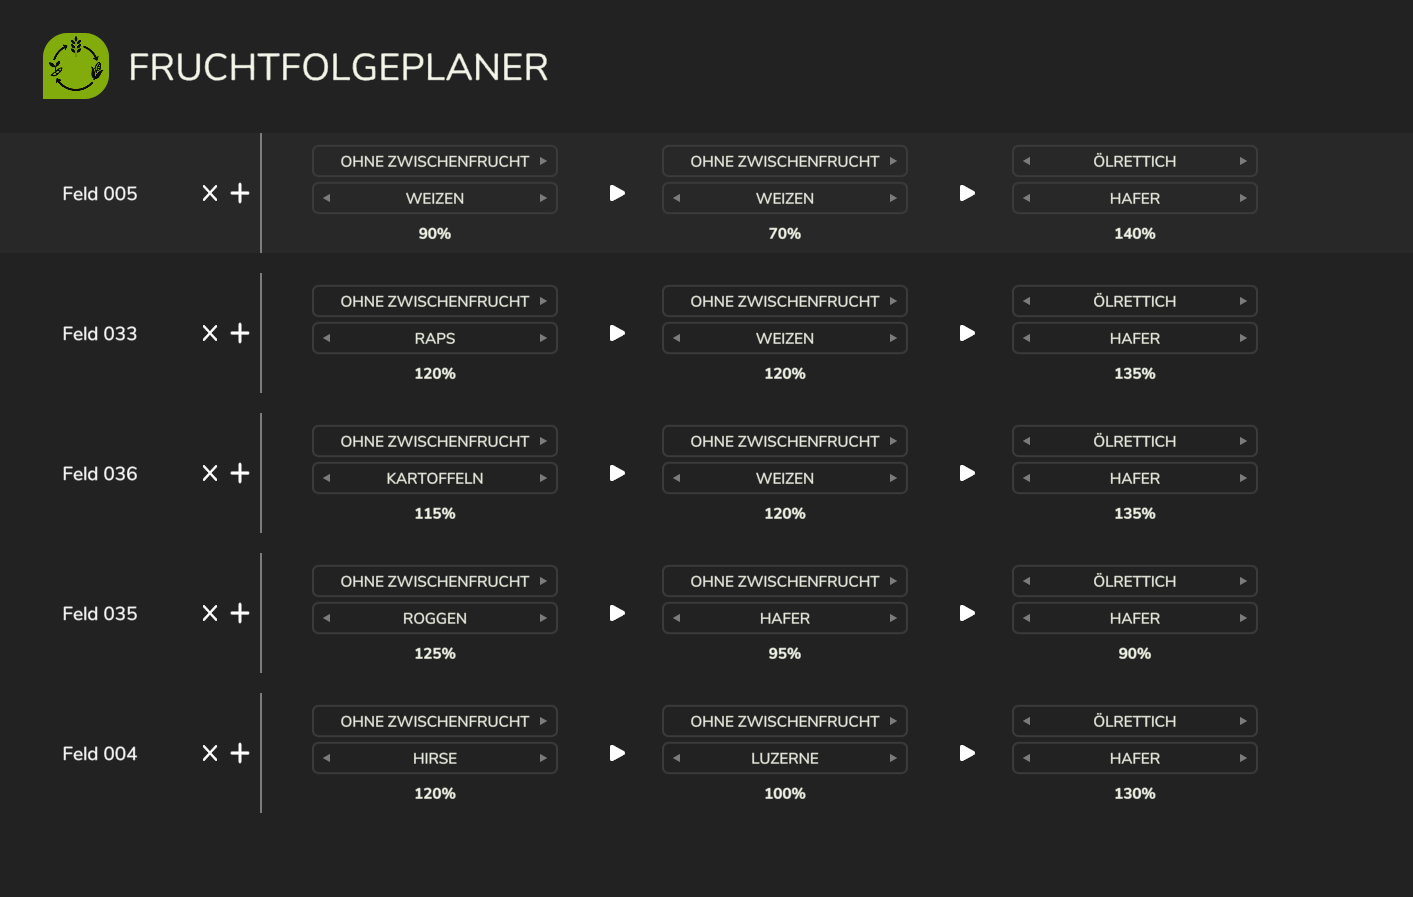 FRUCHTFOLGEPLANER
Feld 005
OHNE ZWISCHENFRUCHT
WEIZEN
90%
OHNE ZWISCHENFRUCHT
WEIZEN
70%
ÖLRETTICH
HAFER
140%
Feld 033
OHNE ZWISCHENFRUCHT
RAPS
120%
OHNE ZWISCHENFRUCHT
WEIZEN
120%
ÖLRETTICH
HAFER
135%
Feld 036
OHNE ZWISCHENFRUCHT
KARTOFFELN
115%
OHNE ZWISCHENFRUCHT
WEIZEN
120%
ÖLRETTICH
HAFER
135%
Feld 035
OHNE ZWISCHENFRUCHT
ROGGEN
125%
OHNE ZWISCHENFRUCHT
HAFER
95%
ÖLRETTICH
HAFER
90%
Feld 004
OHNE ZWISCHENFRUCHT
HIRSE
120%
OHNE ZWISCHENFRUCHT
LUZERNE
100%
ÖLRETTICH
HAFER
130%